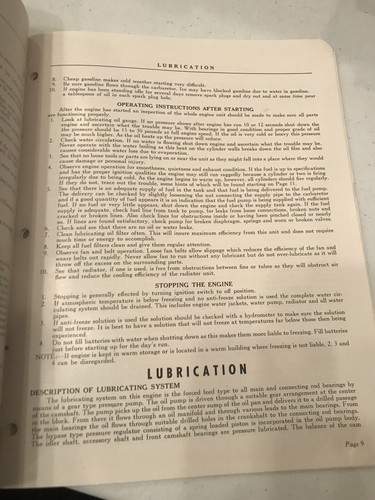 LUBRICATION
8. Cheap gasoline makes cold weather starting very difficult.
9. Be sure gasoline flows through the carburetor. Ice may have blocked gasoline due to water in gasoline.
10. If engine has been standing idle for several days remove spark plugs and dry out and at same time pour
a tablespoon of oil in each spark plug hole.
OPERATING INSTRUCTIONS AFTER STARTING
After the engine has started an inspection of the whole engine unit should be made to make sure all parts
are functioning properly.
1. Look at lubricating oil gauge. If no pressure shows after engine has run 10 or 12 seconds shut down the
engine and ascertain what the trouble may be. With bearings in good condition and proper grade of oil
the pressure should be 15 to 30 pounds at full engine speed. If the oil is very cold or heavy this pressure
may be much higher. As the oil heats up the pressure will become normal.
Check water circulation. If no water is flowing shut down engine and ascertain what the trouble may be.
Never operate with the water boiling as this heat on the cylinder walls breaks down the oil film and also
causes considerable water loss due to evaporation.
See that no loose tools or parts are lying on or near the unit as they might fall into a place where they would
cause damage or personal injury.
Observe engine operation for smoothness, sportiness and exhaust condition. If the fuel is up to specifications
and has the proper ignition qualities the engine may still run raggedly because a cylinder or two is firing
irregularly due to being cold. As the engine begins to warm up, however, all cylinders should fire regularly.
If they do not, trace out the trouble, some hints of which will be found starting on Page
See that there is an adequate supply of fuel in the tank and that fuel is being delivered to the fuel pump.
The delivery can be checked by slightly loosening the nut connecting the supply pipe to the carburetor
and if a good quantity of fuel appears it is an indication that the fuel pump is being supplied with sufficient
fuel. If no fuel or very little appears, shut down the engine and check the supply tank again. If the fuel
supply is adequate, check fuel line from tank to pump, for leaks from loose connections, broken nuts and
cracked or broken lines. Also check lines for obstructions inside or having been pinched closed or nearly
so. If lines are found satisfactory, check pump for broken diaphragm, springs and worn or broken valves.
Check and see that there are no oil or water leaks.
Clean lubricating oil filter often. This will insure maximum efficiency from this unit and does not require
much time or energy to accomplish.
Keep all fuel filters clean and give them regular attention.
Observe fan and belt operation. Loose fan belts allow slippage which reduces the efficiency of the fan and
wears belts out rapidly. Never allow fan to run without any lubricant but do not over-lubricate as it will
throw off the excess on the surrounding parts.
See that radiator, if one is used, is free from obstructions between fins or tubes as they will obstruct air
flow and reduce the cooling efficiency of the radiator unit.
STOPPING THE ENGINE
Stopping is generally effected by turning ignition switch to off position.
If atmospheric temperature is below freezing and no anti-freeze solution is used the complete water cir-
culating system should be drained. This includes engine water jackets, water pump, radiator and all water
pipes.
If anti-freeze solution is used the solution should be checked with a hydrometer to make sure the solution
will not freeze. It is best to have a solution that will not freeze at temperatures far below those then being
experienced.
Do not fill batteries with water when shutting down as this makes them more liable to freezing. Fill batteries
just before starting up for the day's run.
NOTE:—If engine is kept in warm storage or is located in a warm building where freezing is not liable, 2, 3 and
4 can be disregarded.
LUBRICATION
DESCRIPTION OF LUBRICATING SYSTEM
The lubricating system on this engine is the forced feed type to all main and connecting rod bearings by
means of a gear type pressure pump. The oil pump is driven through a suitable gear arrangement at the center
of the camshaft. The pump picks up the oil from the center sump of the oil pan and delivers it to a drilled passage
in the block. From there it flows through an oil manifold and through various leads to the main bearings. From
the main bearings the oil flows through suitable drilled holes in the crankshaft to the connecting rod bearings.
The bypass type pressure regulator consisting of a spring loaded piston is incorporated in the oil pump body.
The idler shaft, accessory shaft and front camshaft bearings are pressure lubricated. The balance of the cam
Page 9